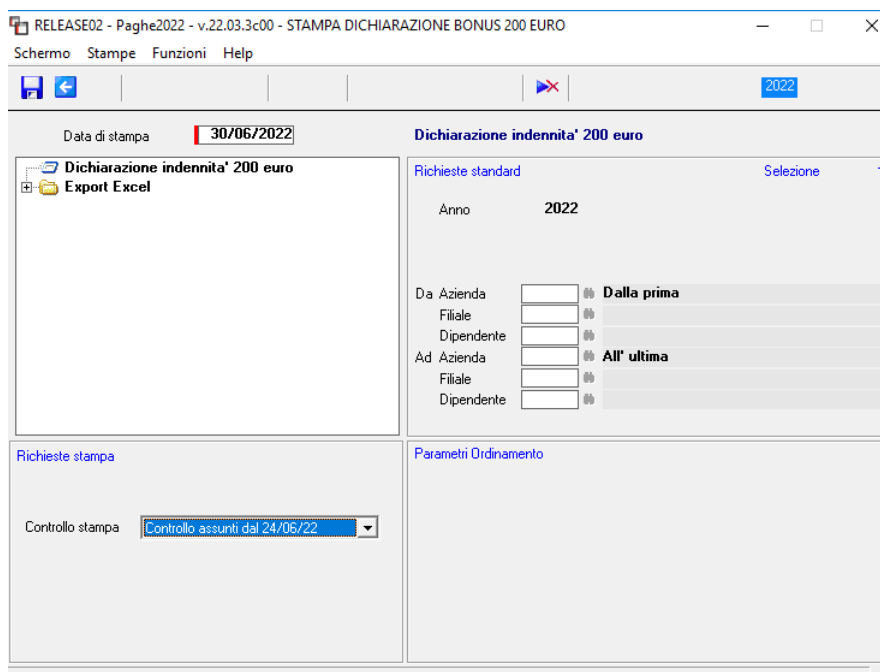 RELEASE02 - Paghe2022 - v.22.03.3c00 - STAMPA DICHIARAZIONE BONUS 200 EURO
Schermo Stampe Funzioni Help
2022
Data di stampa 30/06/2022
Dichiarazione indennita' 200 euro
Dichiarazione indennita' 200 euro
Export Excel
Richieste standard Selezione
Anno 2022
Da Azienda Dalla prima
Filiale
Dipendente
Ad Azienda All' ultima
Filiale
Dipendente
Richieste stampa
Controllo stampa Controllo assunti dal 24/06/22
Parametri Ordinamento